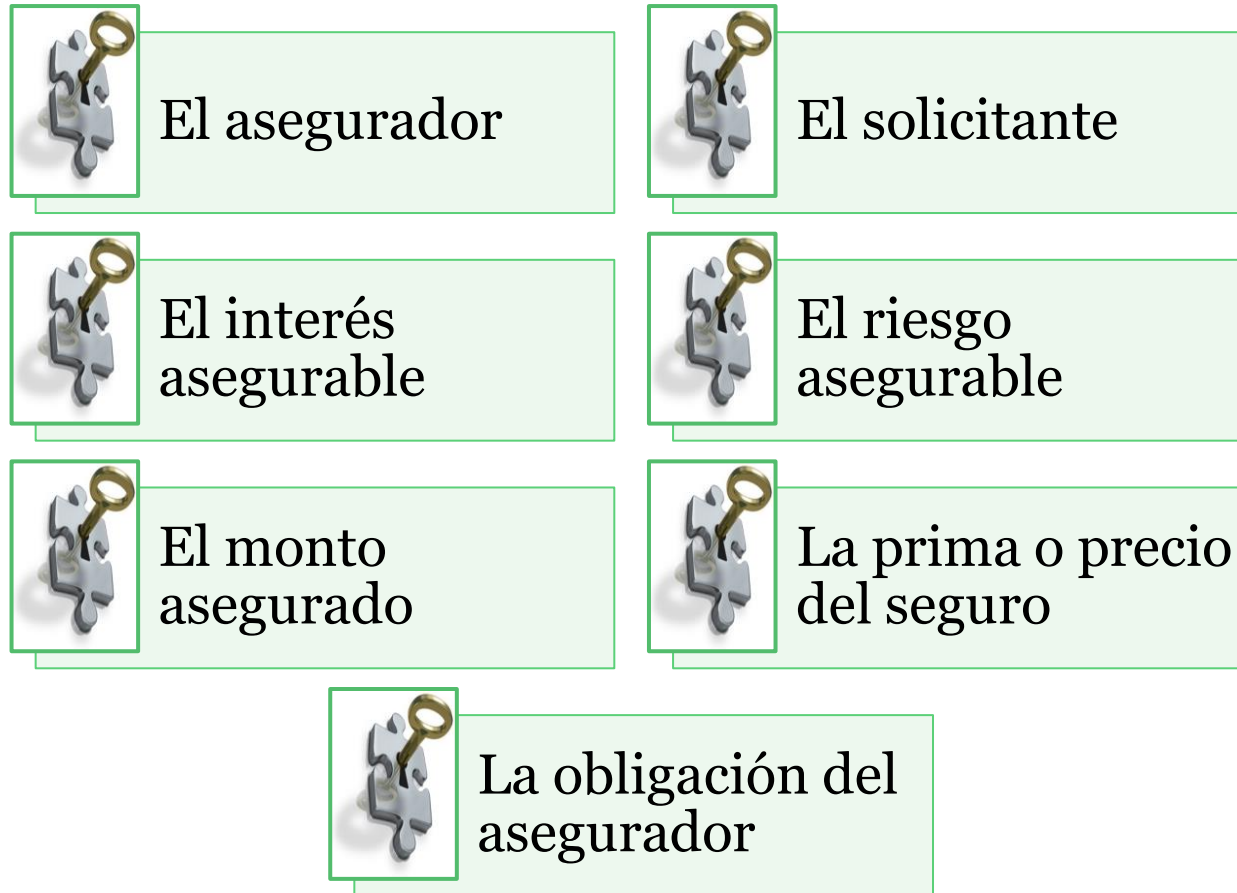 El asegurador
El solicitante
El interés
asegurable
El riesgo
asegurable
El monto
asegurado
La prima o precio
del seguro
La obligación del
asegurador